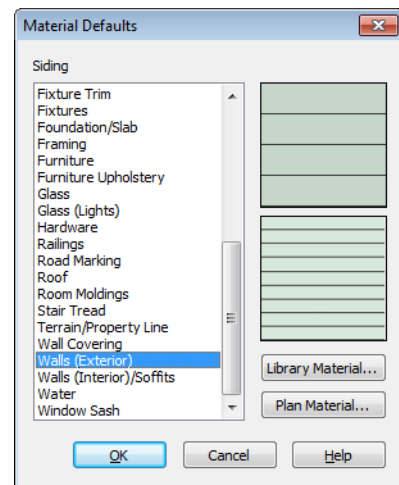 Material Defaults
Siding
Fixture Trim
Fixtures
Foundation/Slab
Framing
Furniture
Furniture Upholstery
Glass
Glass (Lights)
Hardware
Railings
Road Marking
Roof
Room Moldings
Stair Tread
Terrain/Property Line
Wall Covering
Walls (Exterior)
Walls (Interior)/Soffits
Water
Window Sash
Library Material...
Plan Material...
OK Cancel Help